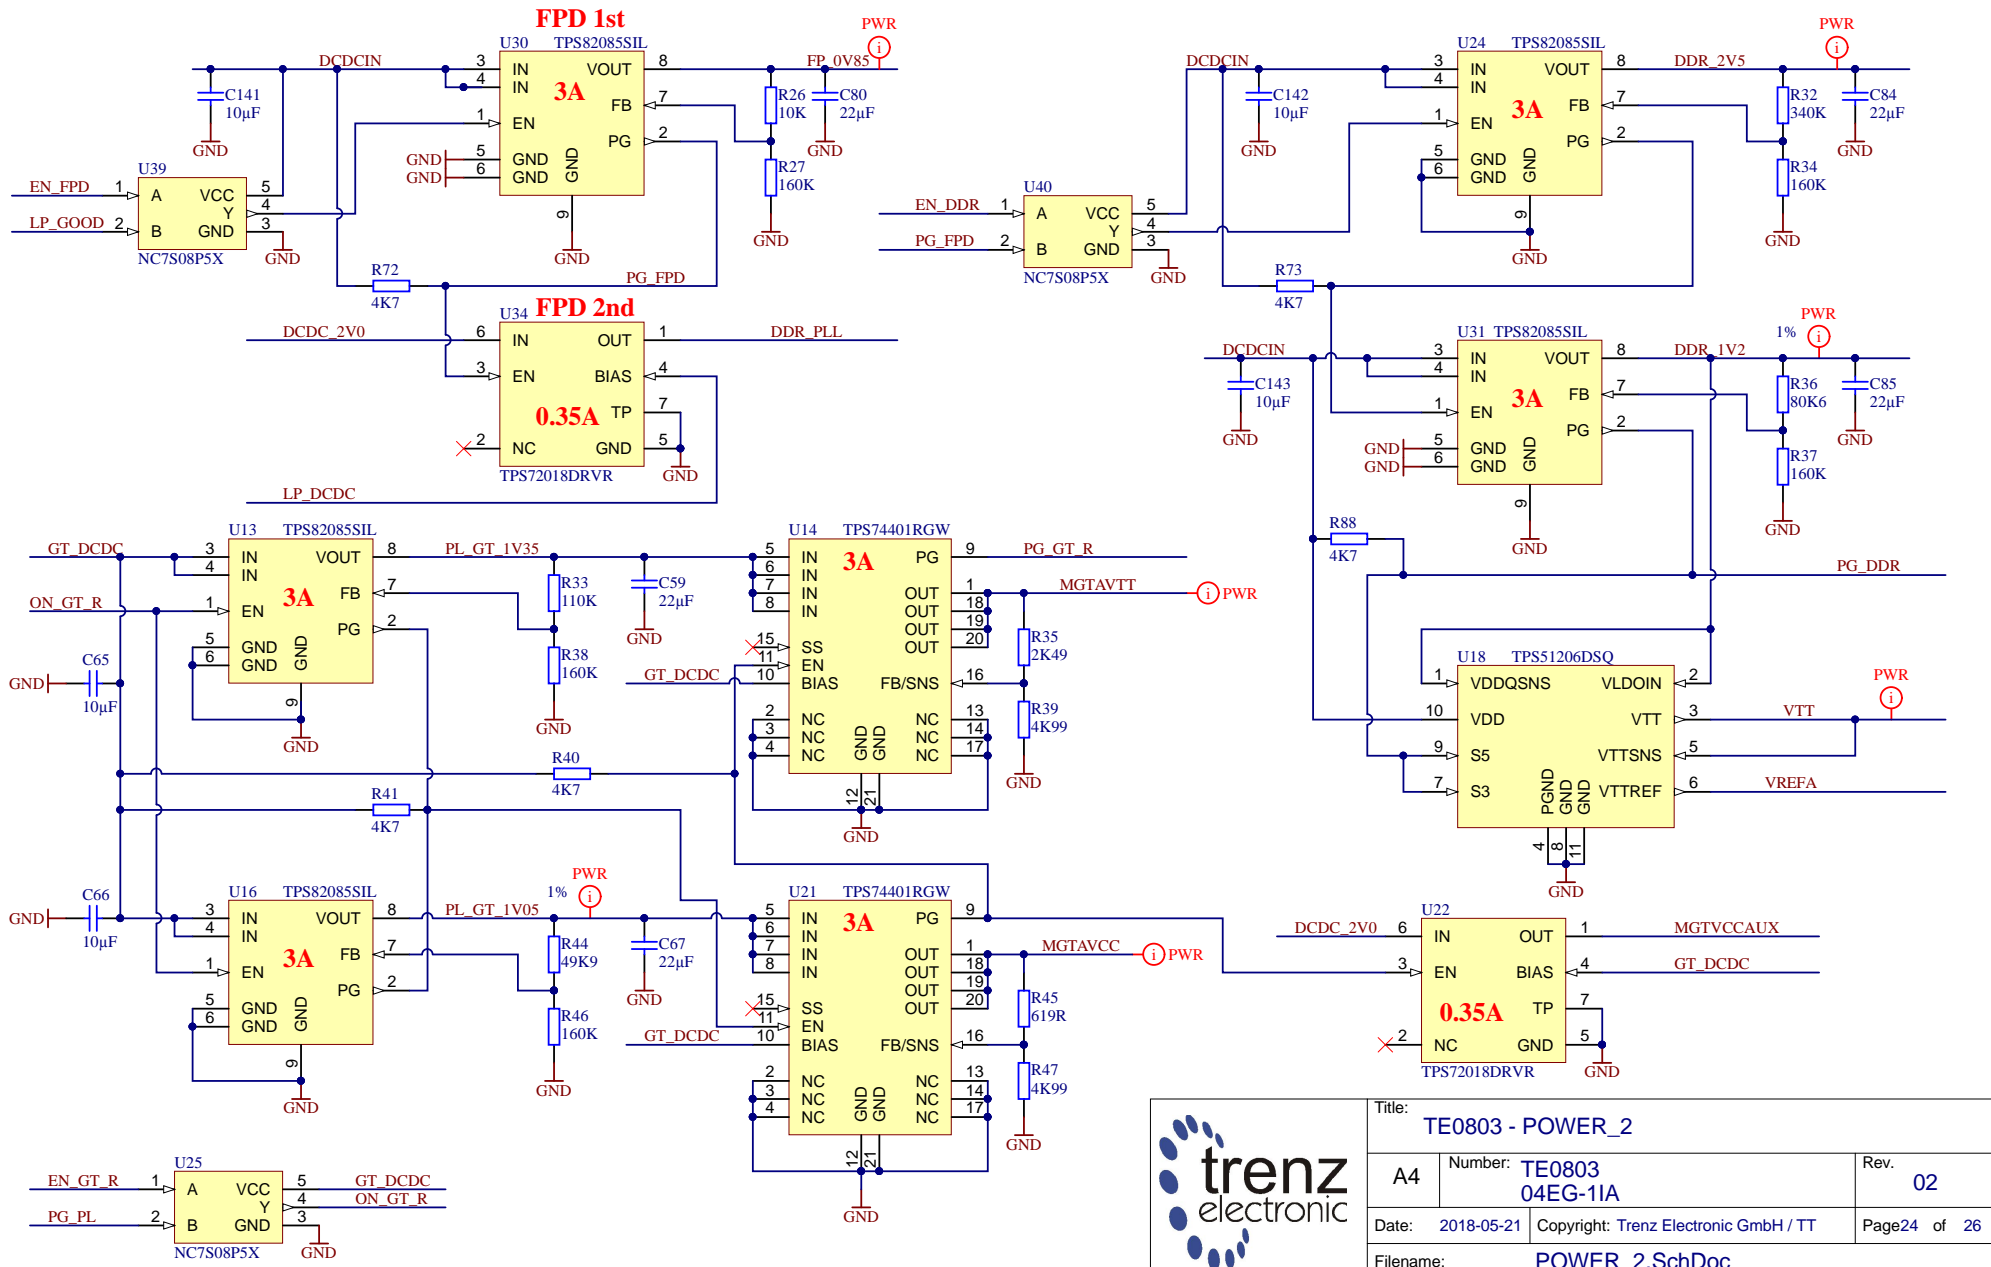 FPD 1st
U30 TPS82085SIL
DCDCIN
3 IN VOUT 8
4 IN
3A
FB 7
1 EN
PG 2
GND 5 GND
GND 6 GND
GND
9
GND
C141
10µF
GND
FP_0V85
PWR
i
R26
10K
C80
22µF
GND
R27
160K
GND
U39
EN_FPD 1 A VCC 5
Y 4
LP_GOOD 2 B GND 3
NC7S08P5X
GND
R72
4K7
PG_FPD
FPD 2nd
U34
DCDC_2V0 6 IN OUT 1 DDR_PLL
3 EN BIAS 4
0.35A
TP 7
2 NC GND 5
TPS72018DRVR
GND
LP_DCDC
U24 TPS82085SIL
DCDCIN
3 IN VOUT 8 DDR_2V5
4 IN
3A
FB 7
1 EN
PG 2
5 GND
6 GND
GND
9
GND
PWR
i
C142
10µF
GND
R32
340K
C84
22µF
GND
R34
160K
GND
U40
EN_DDR 1 A VCC 5
Y 4
PG_FPD 2 B GND 3
NC7S08P5X
GND
R73
4K7
U31 TPS82085SIL
DCDCIN
3 IN VOUT 8 DDR_1V2
4 IN
3A
FB 7
1 EN
PG 2
GND 5 GND
GND 6 GND
GND
9
GND
1%
PWR
i
C143
10µF
GND
R36
80K6
C85
22µF
GND
R37
160K
GND
R88
4K7
PG_DDR
U18 TPS51206DSQ
1 VDDQSNS VLDOIN 2
10 VDD VTT 3 VTT
9 S5 VTTSNS 5
7 S3 VTTREF 6 VREFA
PGND GND GND
4 8 11
GND
PWR
i
U13 TPS82085SIL
GT_DCDC 3 IN VOUT 8 PL_GT_1V35
4 IN
3A
FB 7
ON_GT_R 1 EN
PG 2
5 GND
6 GND
GND
9
GND
GND C65
10µF
R33
110K
C59
22µF
GND
R38
160K
GND
U14 TPS74401RGW
5 IN PG 9 PG_GT_R
6 IN
3A
7 IN OUT 1 MGTAVTT
8 IN OUT 18
OUT 19
15 SS OUT 20
11 EN
GT_DCDC 10 BIAS FB/SNS 16
2 NC NC 13
3 NC NC 14
4 NC NC 17
GND GND
12 21
GND
i PWR
R35
2K49
R39
4K99
GND
R40
4K7
R41
4K7
U16 TPS82085SIL
GND C66
10µF
3 IN VOUT 8 PL_GT_1V05
4 IN
3A
FB 7
1 EN
PG 2
5 GND
6 GND
GND
9
GND
1%
PWR
i
R44
49K9
C67
22µF
GND
R46
160K
GND
U21 TPS74401RGW
5 IN PG 9
6 IN
3A
7 IN OUT 1 MGTAVCC
8 IN OUT 18
OUT 19
15 SS OUT 20
11 EN
GT_DCDC 10 BIAS FB/SNS 16
2 NC NC 13
3 NC NC 14
4 NC NC 17
GND GND
12 21
GND
i PWR
R45
619R
R47
4K99
GND
U22
DCDC_2V0 6 IN OUT 1 MGTVCCAUX
3 EN BIAS 4 GT_DCDC
0.35A
TP 7
2 NC GND 5
TPS72018DRVR
GND
U25
EN_GT_R 1 A VCC 5 GT_DCDC
Y 4 ON_GT_R
PG_PL 2 B GND 3
NC7S08P5X
GND
trenz
electronic
Title:
TE0803 - POWER_2
A4 Number: TE0803
04EG-1IA
Rev.
02
Date: 2018-05-21 Copyright: Trenz Electronic GmbH / TT Page24 of 26
Filename: POWER_2.SchDoc